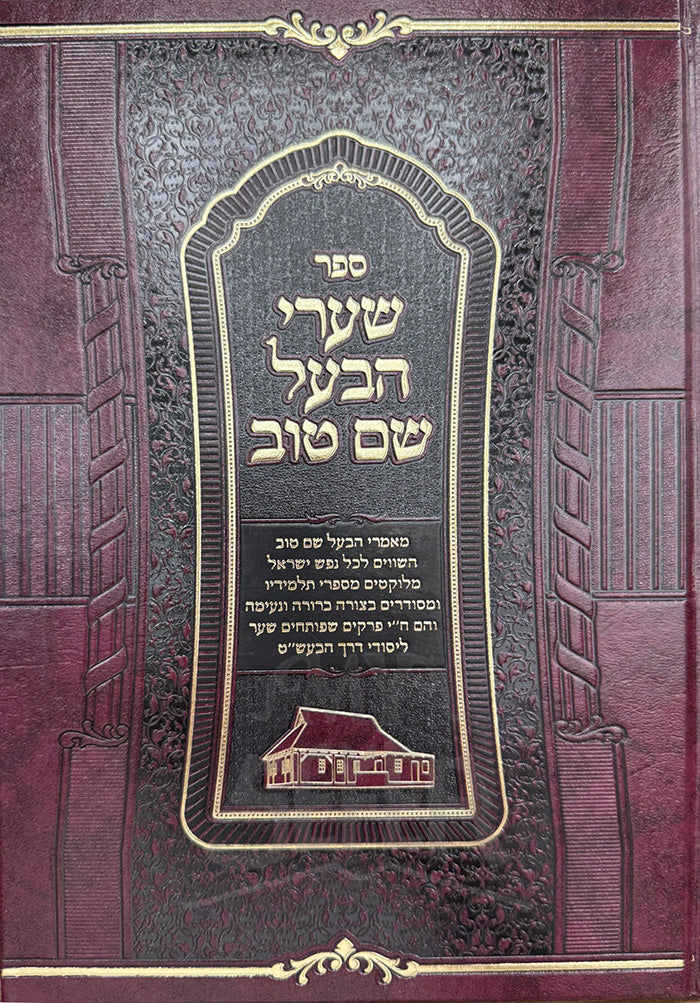 ספר
שערי
הבעל
שם טוב
מאמרי הבעל שם טוב
השווים לכל נפש ישראל
מלוקטים מספרי תלמידיו
ומסודרים בצורה ברורה ונעימה
והם ח"י פרקים שפותחים שער
ליסודי דרך הבעש"ט